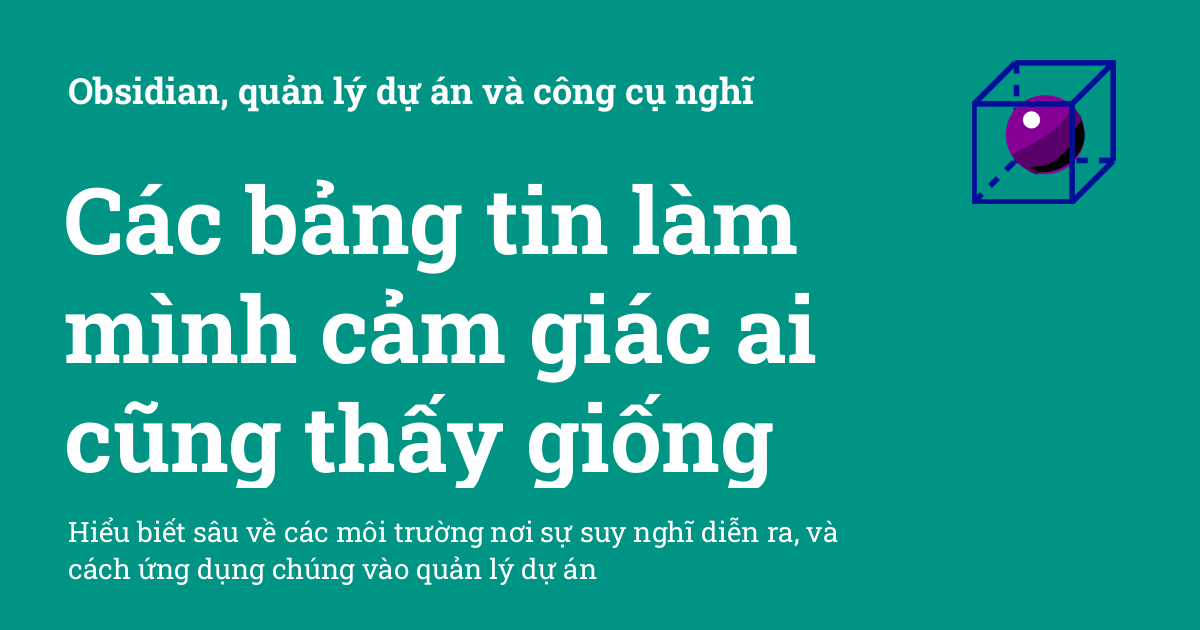 Obsidian, quản lý dự án và công cụ nghĩ
Các bảng tin làm
mình cảm giác ai
cũng thấy giống
Hiểu biết sâu về các môi trường nơi sự suy nghĩ diễn ra, và
cách ứng dụng chúng vào quản lý dự án